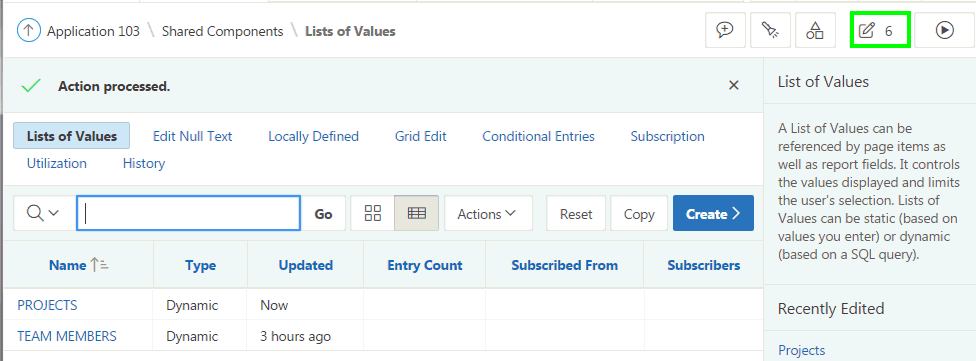 Application 103 \ Shared Components \ Lists of Values
6
Action processed.
Lists of Values Edit Null Text Locally Defined Grid Edit Conditional Entries Subscription
Utilization History
Go Actions Reset Copy Create
Name Type Updated Entry Count Subscribed From Subscribers
PROJECTS Dynamic Now
TEAM MEMBERS Dynamic 3 hours ago
List of Values
A List of Values can be
referenced by page items as
well as report fields. It controls
the values displayed and limits
the user's selection. Lists of
Values can be static (based on
values you enter) or dynamic
(based on a SQL query).
Recently Edited
Projects